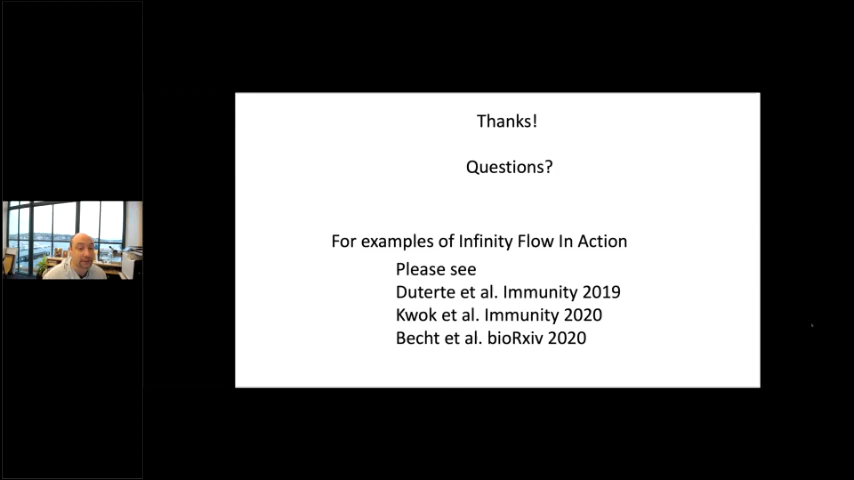 Thanks!
Questions?
For examples of Infinity Flow In Action
Please see
Duterte et al. Immunity 2019
Kwok et al. Immunity 2020
Becht et al. bioRxiv 2020